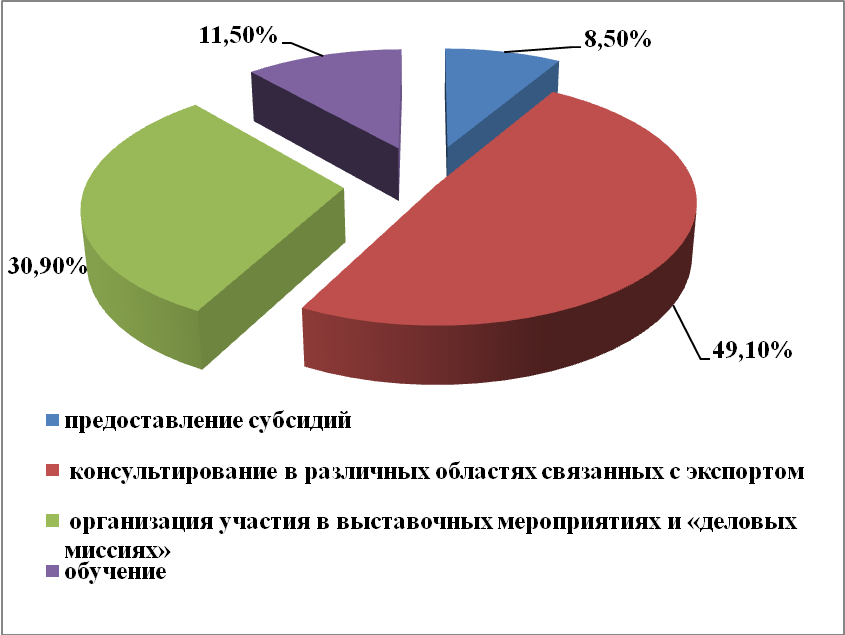 11,50%
8,50%
30,90%
49,10%
предоставление субсидий
консультирование в различных областях связанных с экспортом
организация участия в выставочных мероприятиях и «деловых
миссиях»
обучение